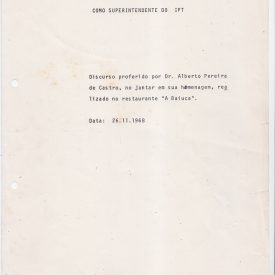 COMO SUPERINTENDENTE DO IPT
Discurso proferido por Dr. Alberto Pereira
de Castro, no jantar em sua homenagem, rea
lizado no restaurante "A Baiuca".
Data: 26.11.1968